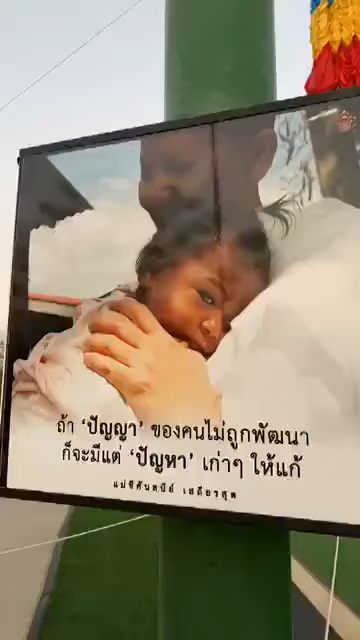 ถ้า ‘ปัญญา’ ของคนไม่ถูกพัฒนา
ก็จะมีแต่ ‘ปัญหา’ เก่าๆ ให้แก้
แม่ชีศันสนีย์ เสถียรสุต